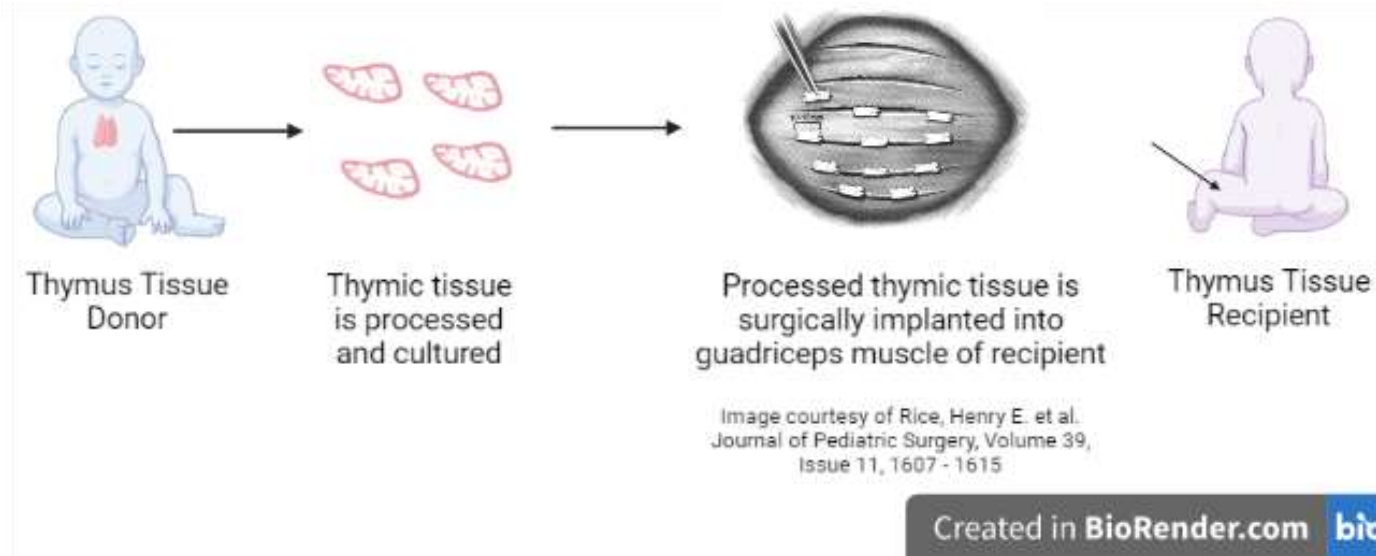 Thymus Tissue
Donor
Thymic tissue
is processed
and cultured
Processed thymic tissue is
surgically implanted into
guadriceps muscle of recipient
Thymus Tissue
Recipient
Image courtesy of Rice, Henry E. et al.
Journal of Pediatric Surgery, Volume 39,
Issue 11, 1607 - 1615
Created in BioRender.com bio